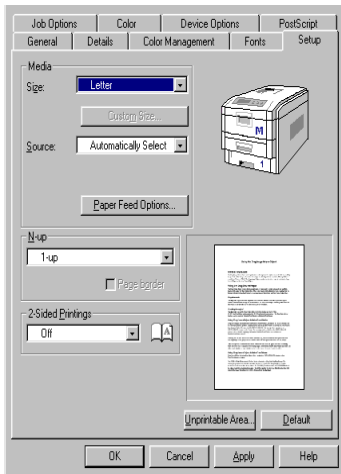 Job Options Color Device Options PostScript
General Details Color Management Fonts Setup
Media
Size: Letter
Custom Size...
Source: Automatically Select
Paper Feed Options...
M
1
N-up
1-up
Page border
2-Sided Printings
Off
A
Unprintable Area... Default
OK Cancel Apply Help